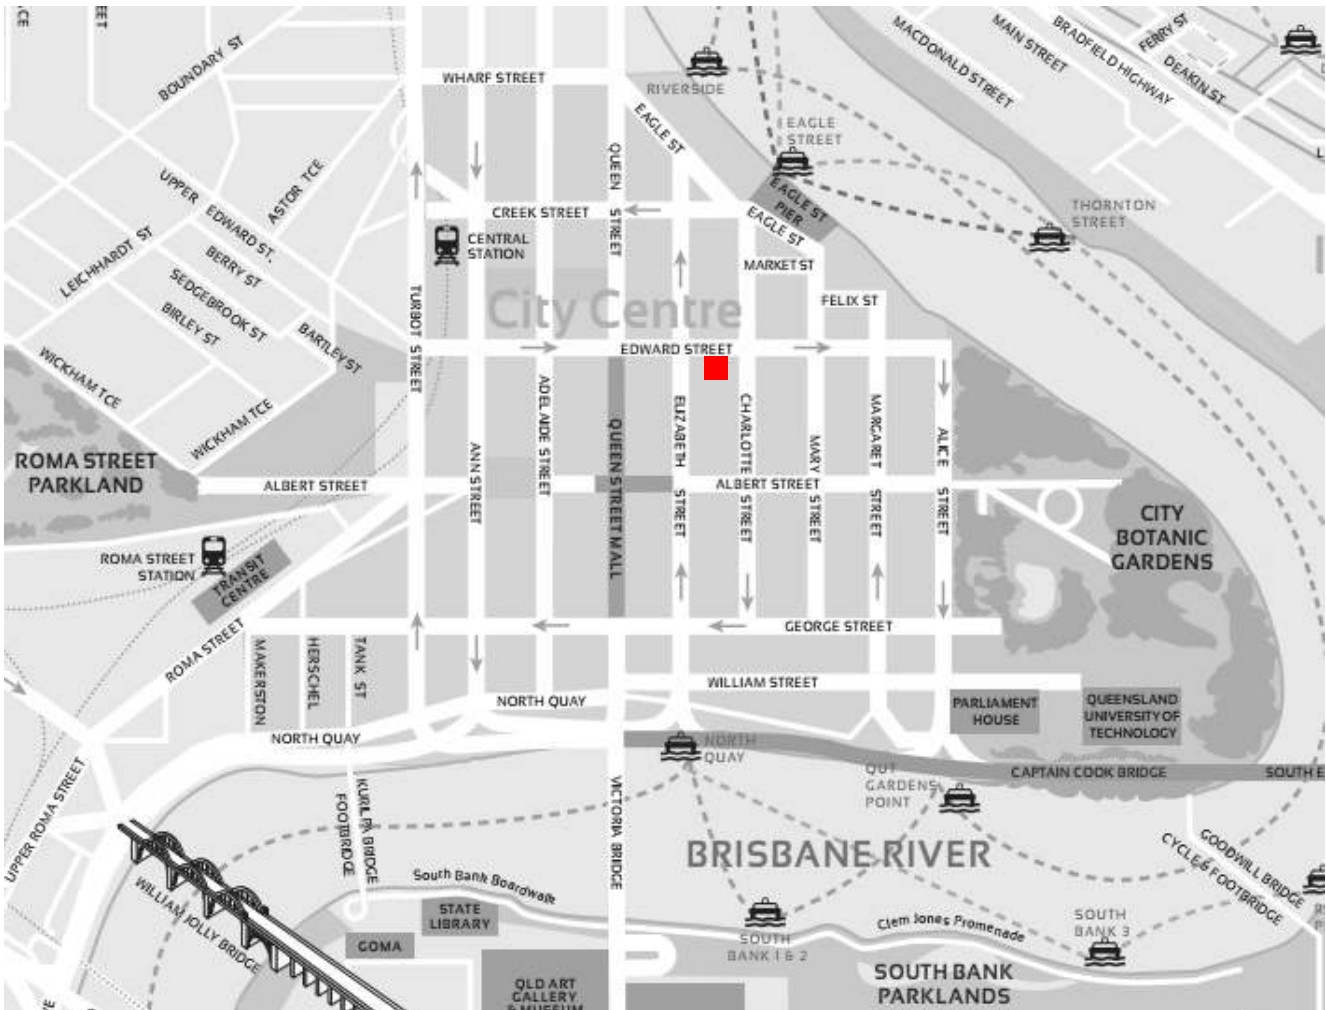 STREET
BOUNDARY ST
WHARF STREET
RIVERSIDE
EAGLE ST
EAGLE
STREET
MACDONALD STREET
MAIN STREET
BRADFIELD HIGHWAY
FERRY ST
DEAKIN ST
UPPER EDWARD ST.
ASTOR TCE
QUEEN STREET
CREEK STREET
EAGLE ST
PIER
EAGLE ST
THORNTON
STREET
LEICHHARDT ST
BERRY ST
SEDGEBROOK ST
BIRLEY ST
BARTLEY ST
CENTRAL
STATION
MARKET ST
FELIX ST
City Centre
TURBOT STREET
EDWARD STREET
WICKHAM TCE
WICKHAM TCE
ADELAIDE STREET
ANN STREET
QUEEN STREET MALL
ELIZABETH STREET
CHARLOTTE STREET
MARY STREET
MARGARET STREET
ALICE STREET
ROMA STREET
PARKLAND
ALBERT STREET
ALBERT STREET
CITY
BOTANIC
GARDENS
ROMA STREET
STATION
TRANSIT
CENTRE
ROMA STREET
MAKERSTON
HERSCHEL
TANK ST
GEORGE STREET
WILLIAM STREET
NORTH QUAY
NORTH QUAY
PARLIAMENT
HOUSE
QUEENSLAND
UNIVERSITY OF
TECHNOLOGY
NORTH
QUAY
QUT
GARDENS
POINT
CAPTAIN COOK BRIDGE
SOUTH E
UPPER ROMA STREET
KURILPA BRIDGE
FOOTBRIDGE
VICTORIA BRIDGE
BRISBANE RIVER
GOODWILL BRIDGE
CYCLE & FOOTBRIDGE
WILLIAM JOLLY BRIDGE
South Bank Boardwalk
STATE
LIBRARY
GOMA
SOUTH
BANK 1 & 2
Clem Jones Promenade
SOUTH
BANK 3
QLD ART
GALLERY
& MUSEUM
SOUTH BANK
PARKLANDS